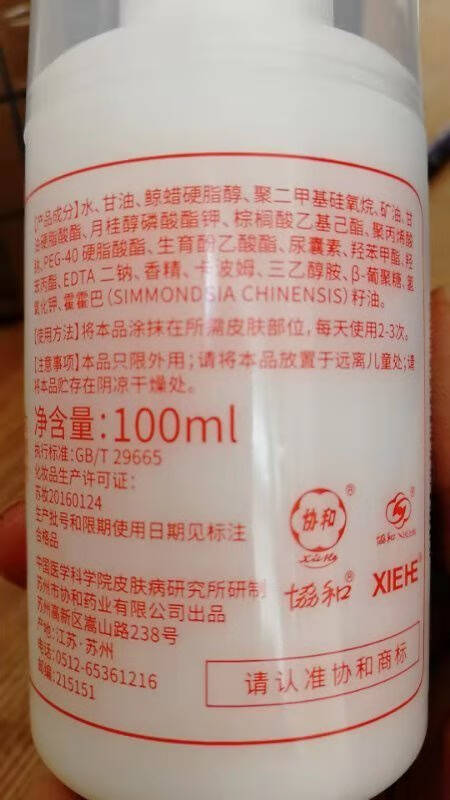 【产品成分】水、甘油、鲸蜡硬脂醇、聚二甲基硅氧烷、矿油、甘
油硬脂酸酯、月桂醇磷酸酯钾、棕榈酸乙基己酯、聚丙烯酸
钠、PEG-40 硬脂酸酯、生育酚乙酸酯、尿囊素、羟苯甲酯、羟
苯丙酯、EDTA 二钠、香精、卡波姆、三乙醇胺、β-葡聚糖、氢
氧化钾、霍霍巴（SIMMONDSIA CHINENSIS）籽油。
【使用方法】将本品涂抹在所需皮肤部位，每天使用2-3次。
【注意事项】本品只限外用；请将本品放置于远离儿童处；请
将本品贮存在阴凉干燥处。
净含量：100ml
执行标准：GB/T 29665
化妆品生产许可证：
苏妆20160124
生产批号和限期使用日期见标注
合格品
中国医学科学院皮肤病研究所研制
苏州市协和药业有限公司出品
苏州高新区嵩山路238号
产地：江苏·苏州
电话：0512-65361216
邮编：215151
协和®
Xie He
協和®
協和 XIEHE
XIEHE®
请认准协和商标